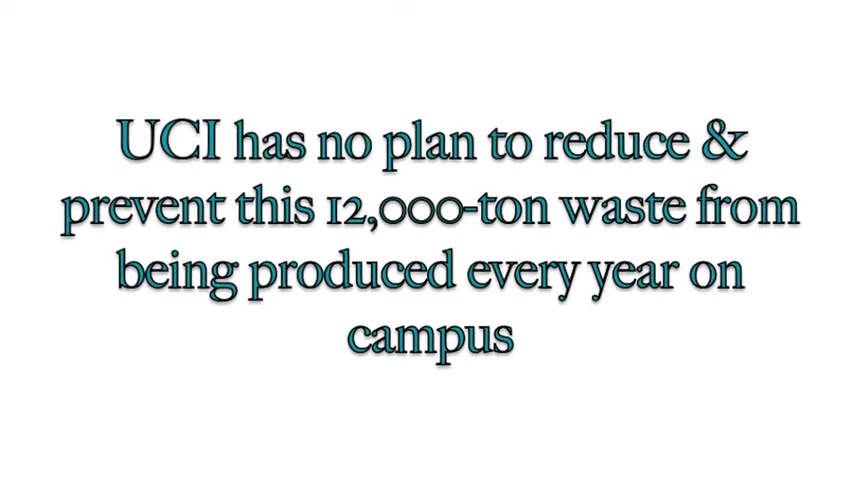 UCI has no plan to reduce &
prevent this 12,000-ton waste from
being produced every year on
campus